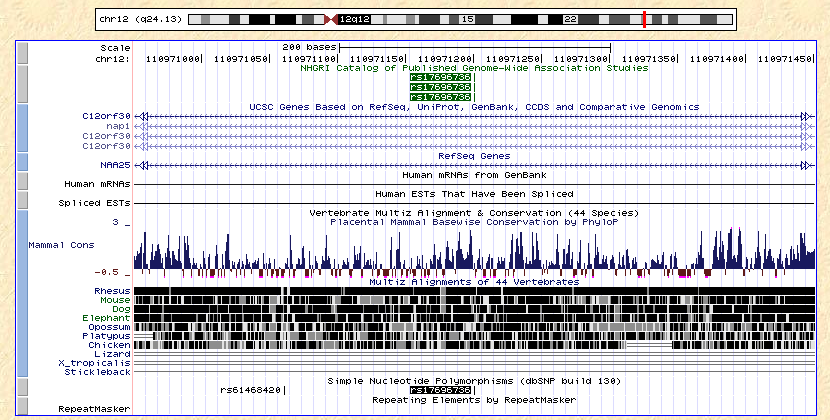 chr12 (q24.13) 12q12 15 22
Scale 200 bases
chr12: 110971000 110971050 110971100 110971150 110971200 110971250 110971300 110971350 110971400 110971450
NHGRI Catalog of Published Genome-Wide Association Studies
rs17696736
rs17696736
rs17696736
UCSC Genes Based on RefSeq, UniProt, GenBank, CCDS and Comparative Genomics
C12orf30
nap1
C12orf30
C12orf30
RefSeq Genes
NAA25
Human mRNAs from GenBank
Human mRNAs
Human ESTs That Have Been Spliced
Spliced ESTs
Vertebrate Multiz Alignment & Conservation (44 Species)
Placental Mammal Basewise Conservation by PhyloP
3 _
Mammal Cons
-0.5 _
Multiz Alignments of 44 Vertebrates
Rhesus
Mouse
Dog
Elephant
Opossum
Platypus
Chicken
Lizard
X_tropicalis
Stickleback
Simple Nucleotide Polymorphisms (dbSNP build 130)
rs61468420 rs17696736
Repeating Elements by RepeatMasker
RepeatMasker